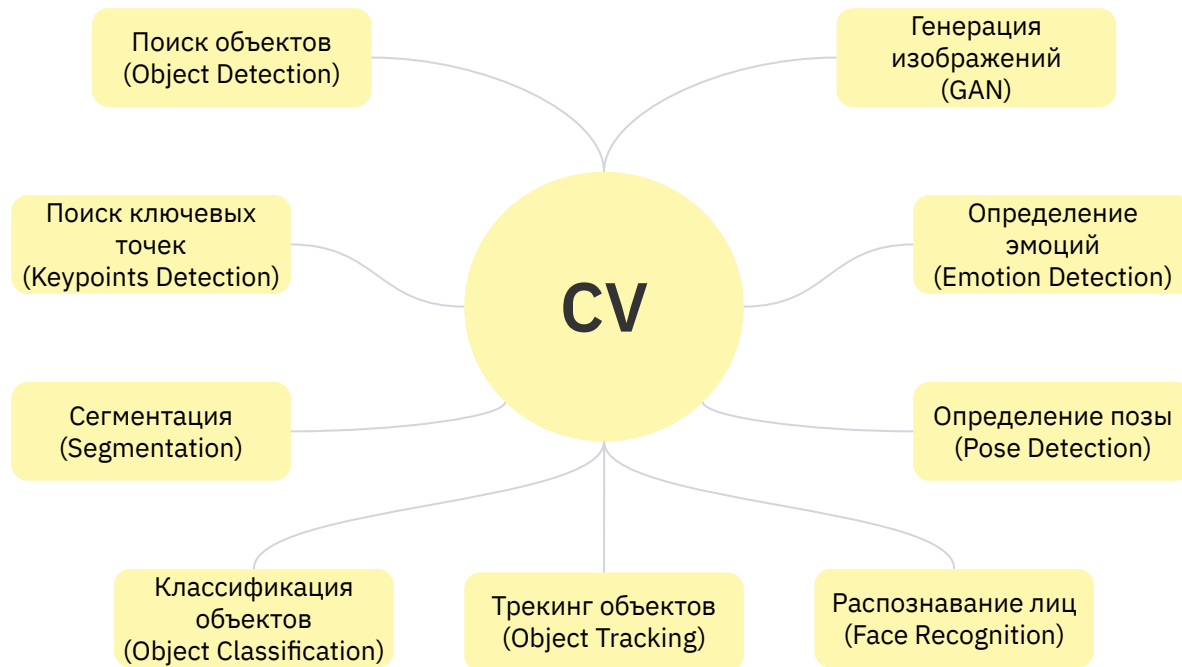 Поиск объектов
(Object Detection)
Генерация
изображений
(GAN)
Поиск ключевых
точек
(Keypoints Detection)
Определение
эмоций
(Emotion Detection)
CV
Сегментация
(Segmentation)
Определение позы
(Pose Detection)
Классификация
объектов
(Object Classification)
Трекинг объектов
(Object Tracking)
Распознавание лиц
(Face Recognition)